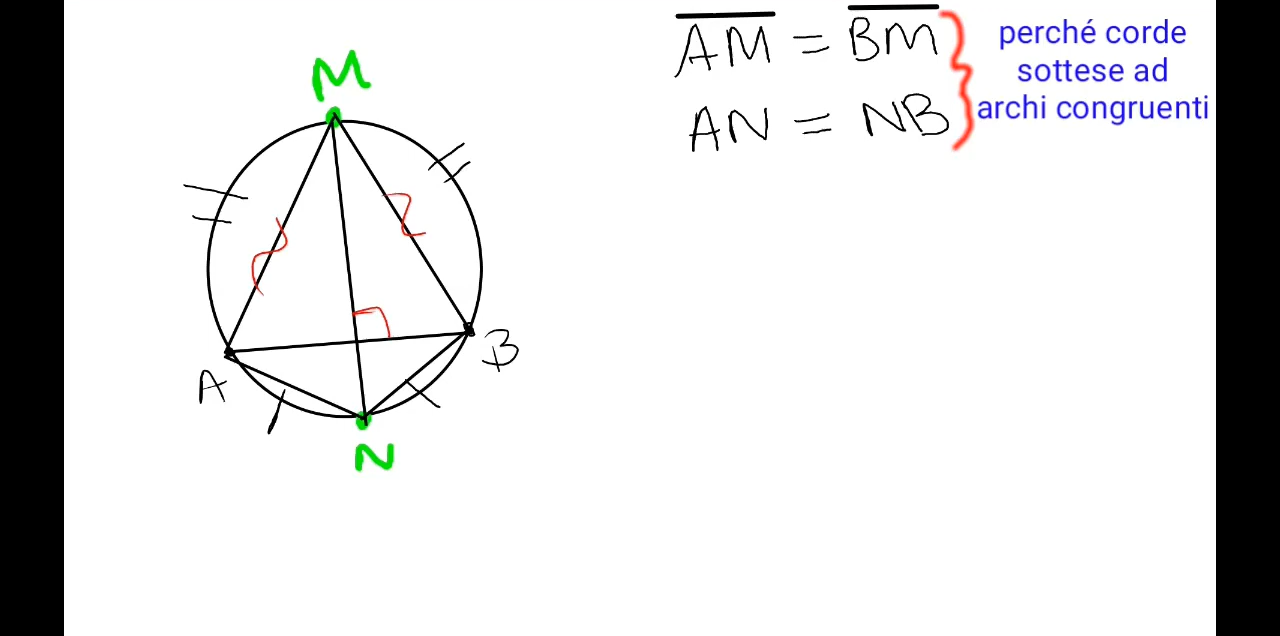 AM = BM
perché corde
sottese ad
archi congruenti
AN = NB
M
A
B
N